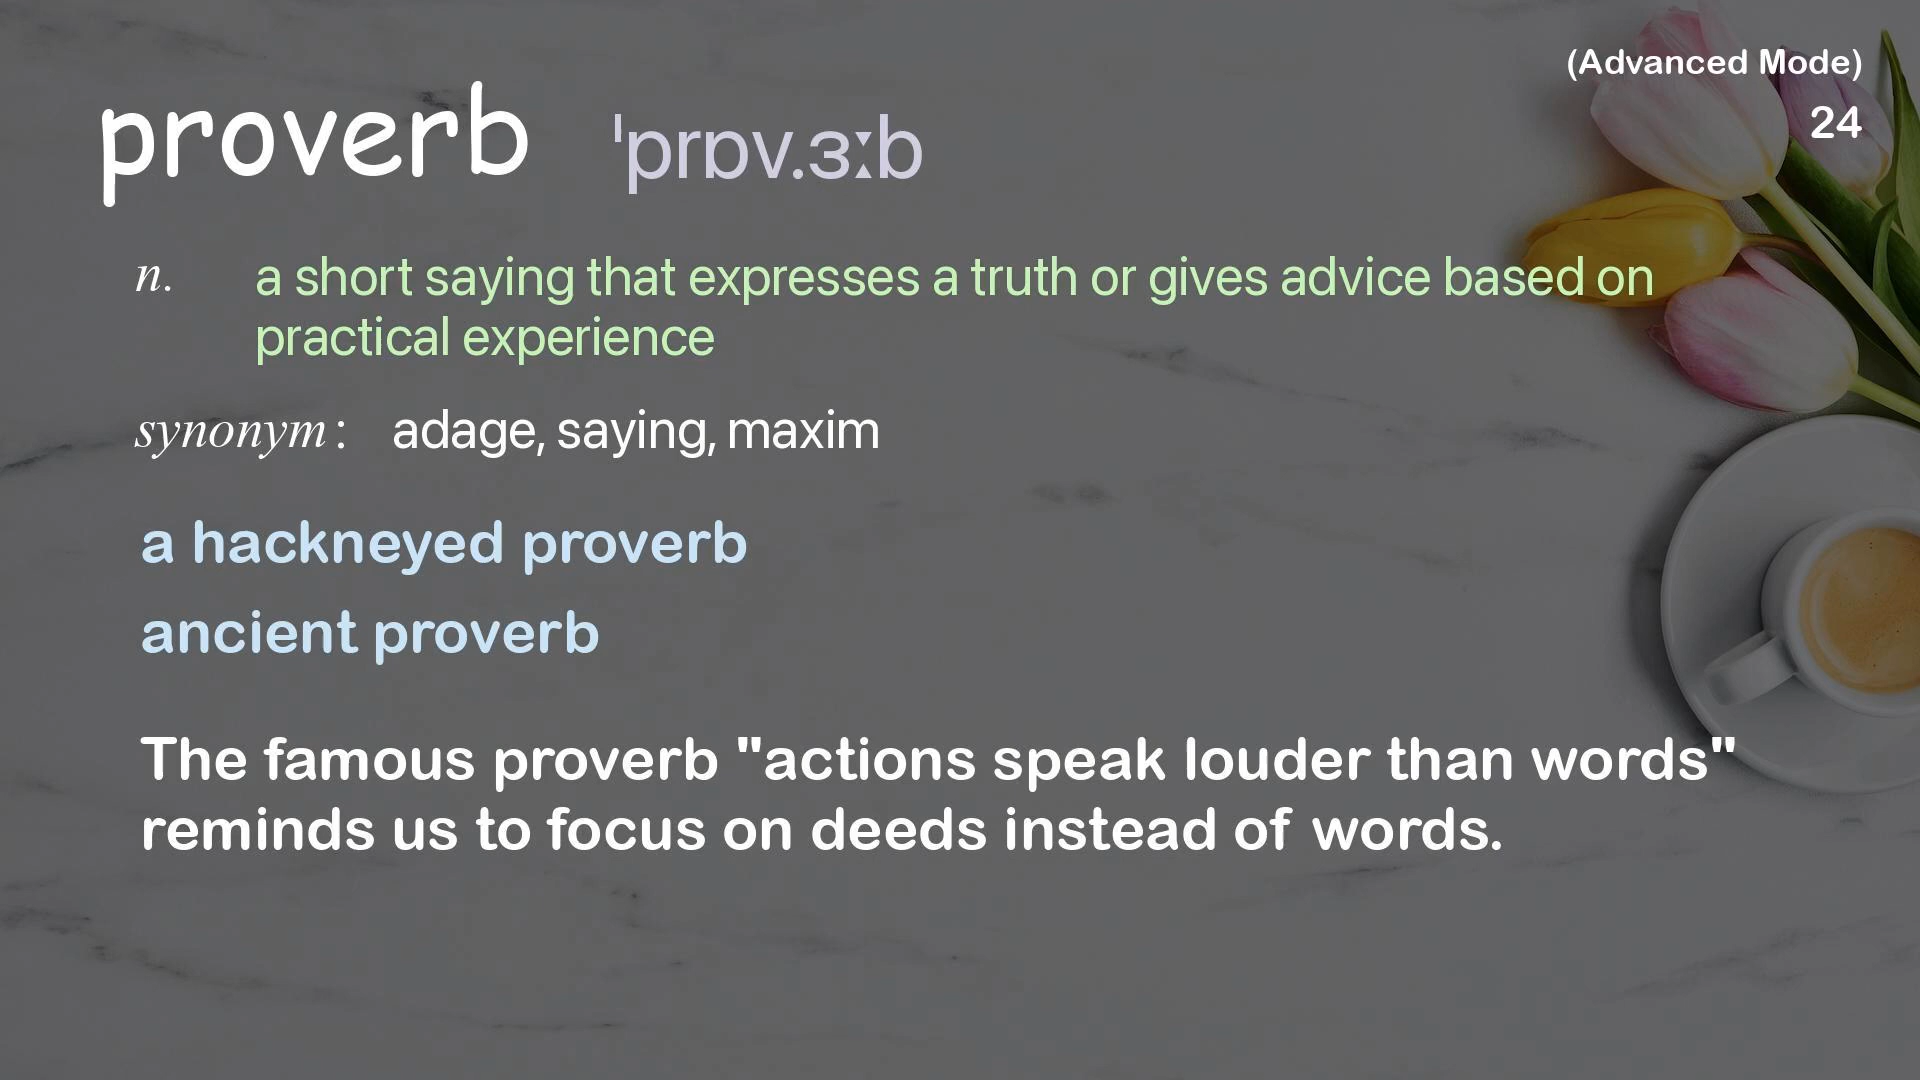 (Advanced Mode)
proverb ˈprɒv.ɜːb
24
n. a short saying that expresses a truth or gives advice based on
practical experience
synonym : adage, saying, maxim
a hackneyed proverb
ancient proverb
The famous proverb "actions speak louder than words"
reminds us to focus on deeds instead of words.